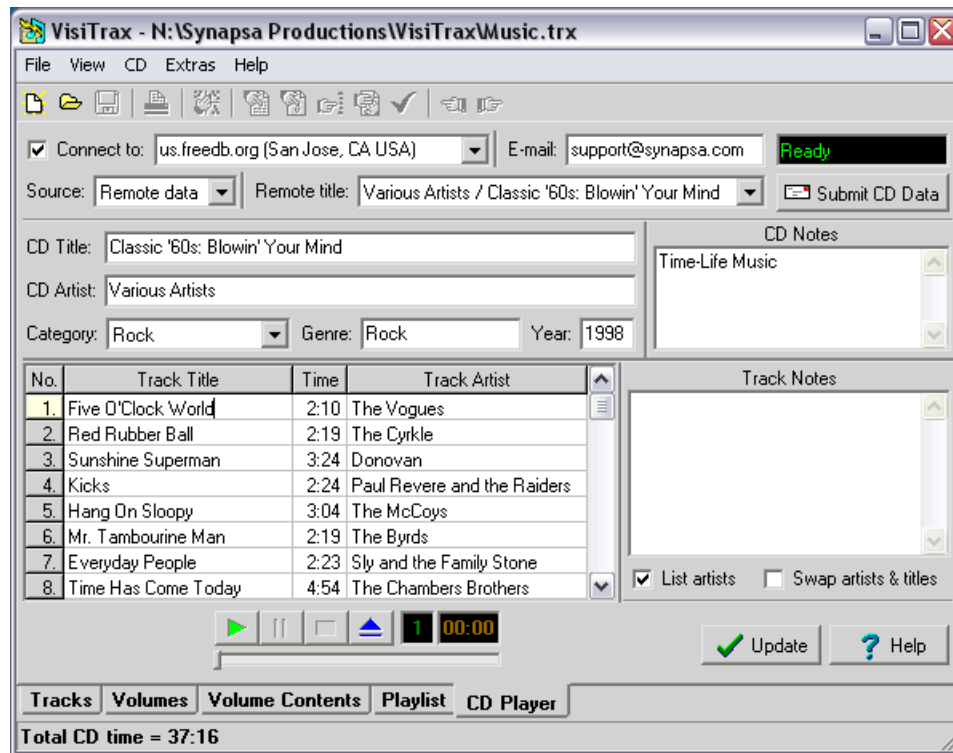 VisiTrax - N:\Synapsa Productions\VisiTrax\Music.trx
File View CD Extras Help
Connect to: us.freedb.org (San Jose, CA USA) E-mail: support@synapsa.com Ready
Source: Remote data Remote title: Various Artists / Classic '60s: Blowin' Your Mind Submit CD Data
CD Title: Classic '60s: Blowin' Your Mind
CD Artist: Various Artists
Category: Rock Genre: Rock Year: 1998
CD Notes
Time-Life Music
No. Track Title Time Track Artist
1. Five O'Clock World 2:10 The Vogues
2. Red Rubber Ball 2:19 The Cyrkle
3. Sunshine Superman 3:24 Donovan
4. Kicks 2:24 Paul Revere and the Raiders
5. Hang On Sloopy 3:04 The McCoys
6. Mr. Tambourine Man 2:19 The Byrds
7. Everyday People 2:23 Sly and the Family Stone
8. Time Has Come Today 4:54 The Chambers Brothers
Track Notes
List artists Swap artists & titles
1 00:00
Update Help
Tracks Volumes Volume Contents Playlist CD Player
Total CD time = 37:16